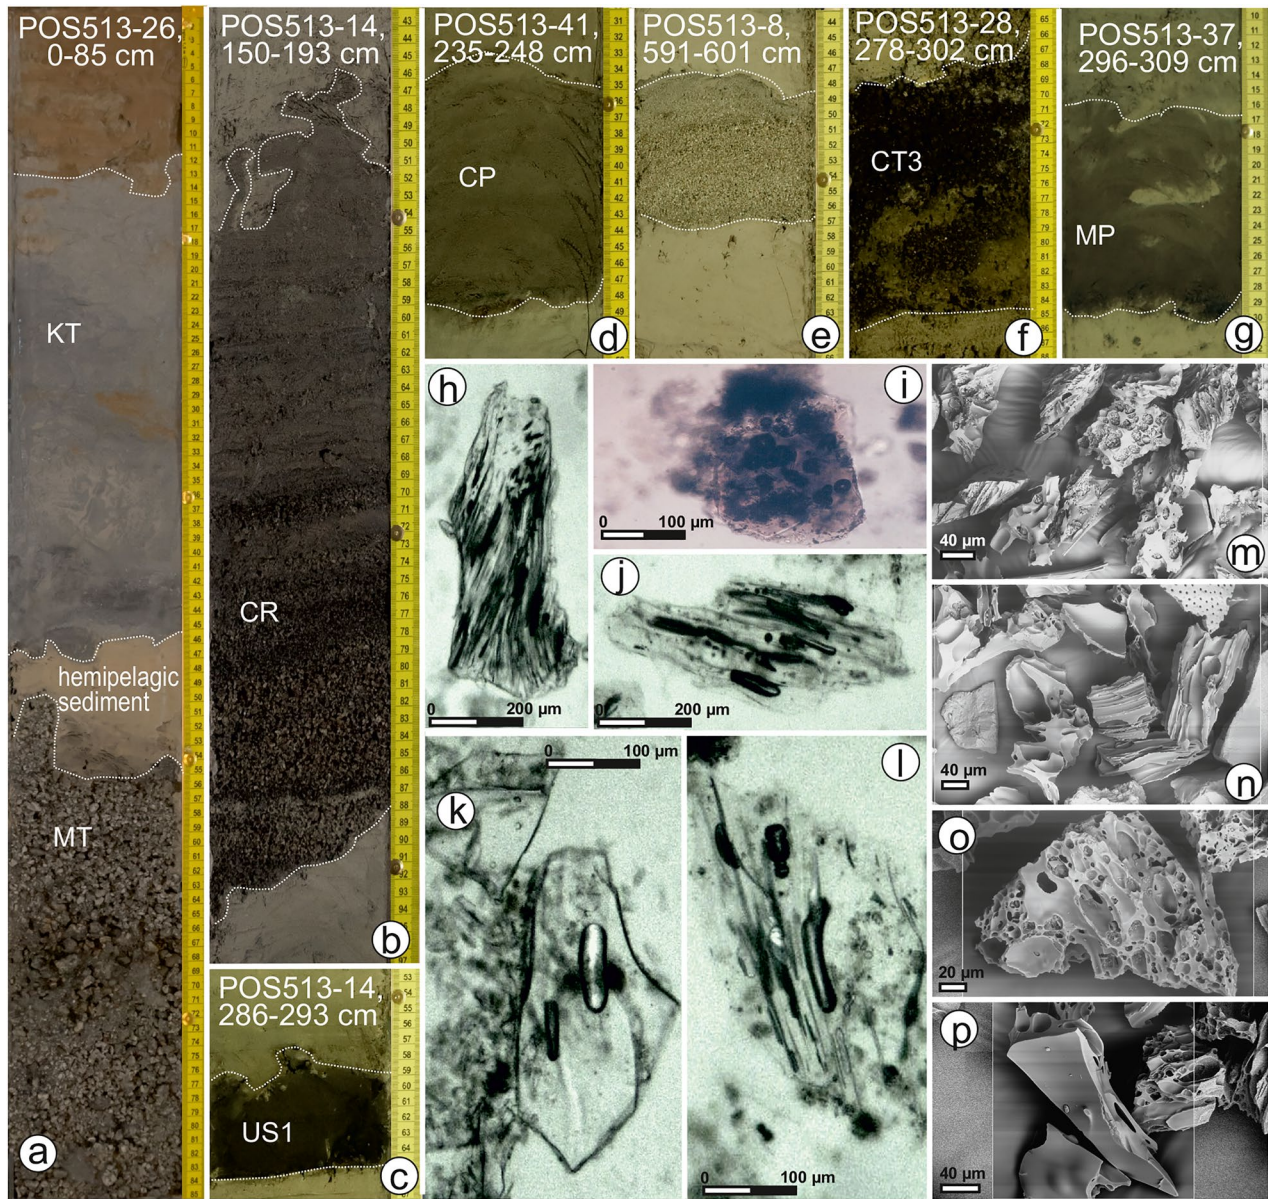 POS513-26,
0-85 cm
KT
hemipelagic
sediment
MT
a
POS513-14,
150-193 cm
CR
b
POS513-14,
286-293 cm
US1
c
POS513-41,
235-248 cm
CP
d
POS513-8,
591-601 cm
e
POS513-28,
278-302 cm
CT3
f
POS513-37,
296-309 cm
MP
g
h
0 200 µm
i
0 100 µm
j
0 200 µm
k
0 100 µm
l
0 100 µm
m
40 µm
n
40 µm
o
20 µm
p
40 µm